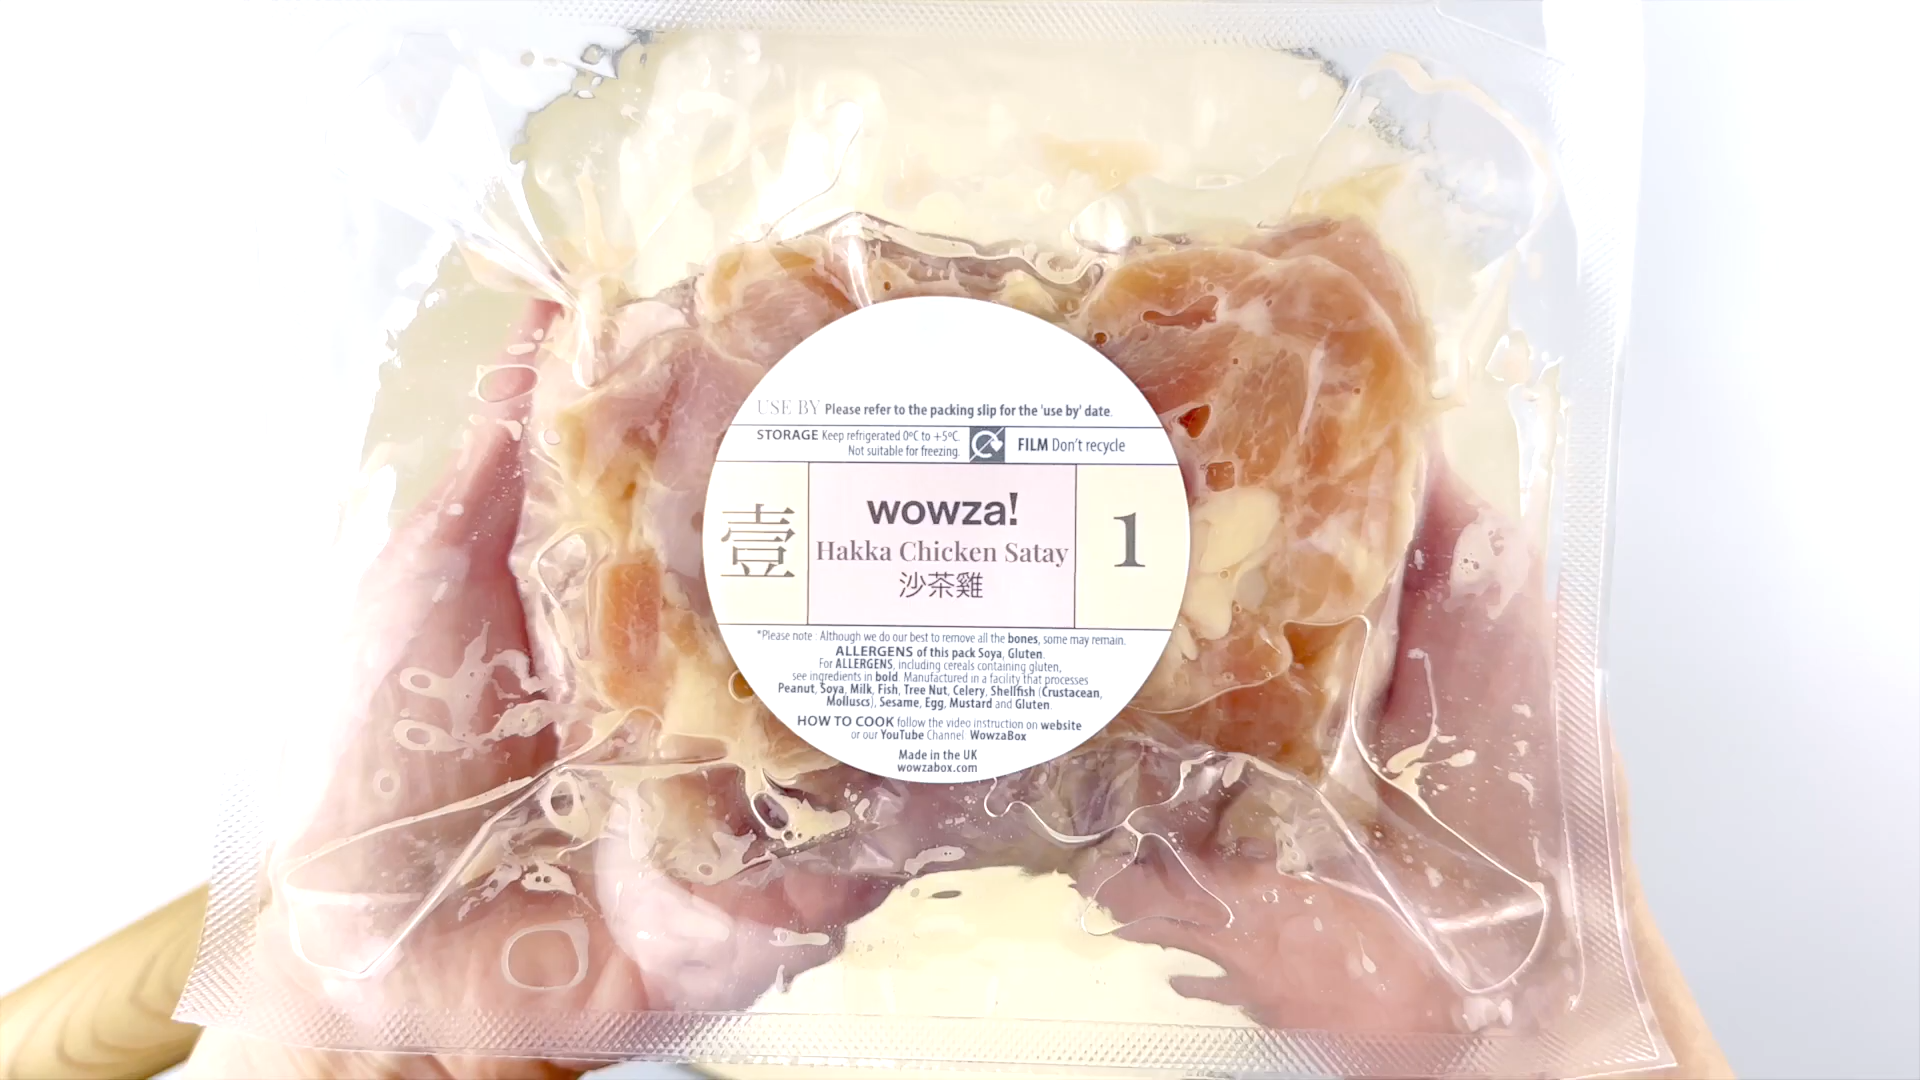 USE BY Please refer to the packing slip for the 'use by' date.
STORAGE Keep refrigerated 0ºC to +5ºC.
Not suitable for freezing.
FILM Don't recycle
壹
wowza!
Hakka Chicken Satay
沙茶雞
1
*Please note : Although we do our best to remove all the bones, some may remain.
ALLERGENS of this pack Soya, Gluten.
For ALLERGENS, including cereals containing gluten,
see ingredients in bold. Manufactured in a facility that processes
Peanut, Soya, Milk, Fish, Tree Nut, Celery, Shellfish (Crustacean,
Molluscs), Sesame, Egg, Mustard and Gluten.
HOW TO COOK follow the video instruction on website
or our YouTube Channel WowzaBox
Made in the UK
wowzabox.com